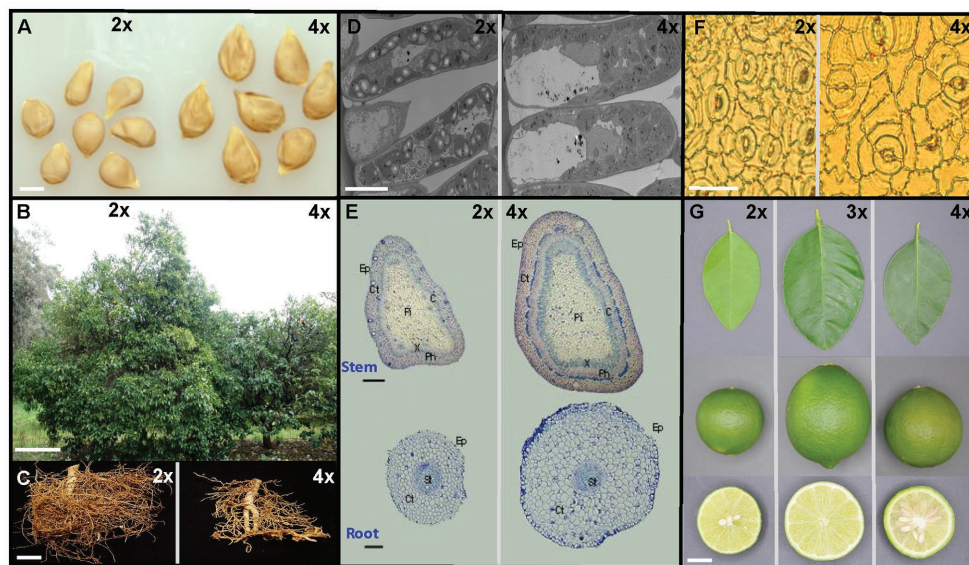 A 2x 4x
B 2x 4x
C 2x 4x
D 2x 4x
E 2x 4x
Ep
Ct
C
Pi
X
Ph
Stem
Ep
Ct
C
Pi
X
Ph
Ep
St
Ct
Root
Ep
St
Ct
F 2x 4x
G 2x 3x 4x